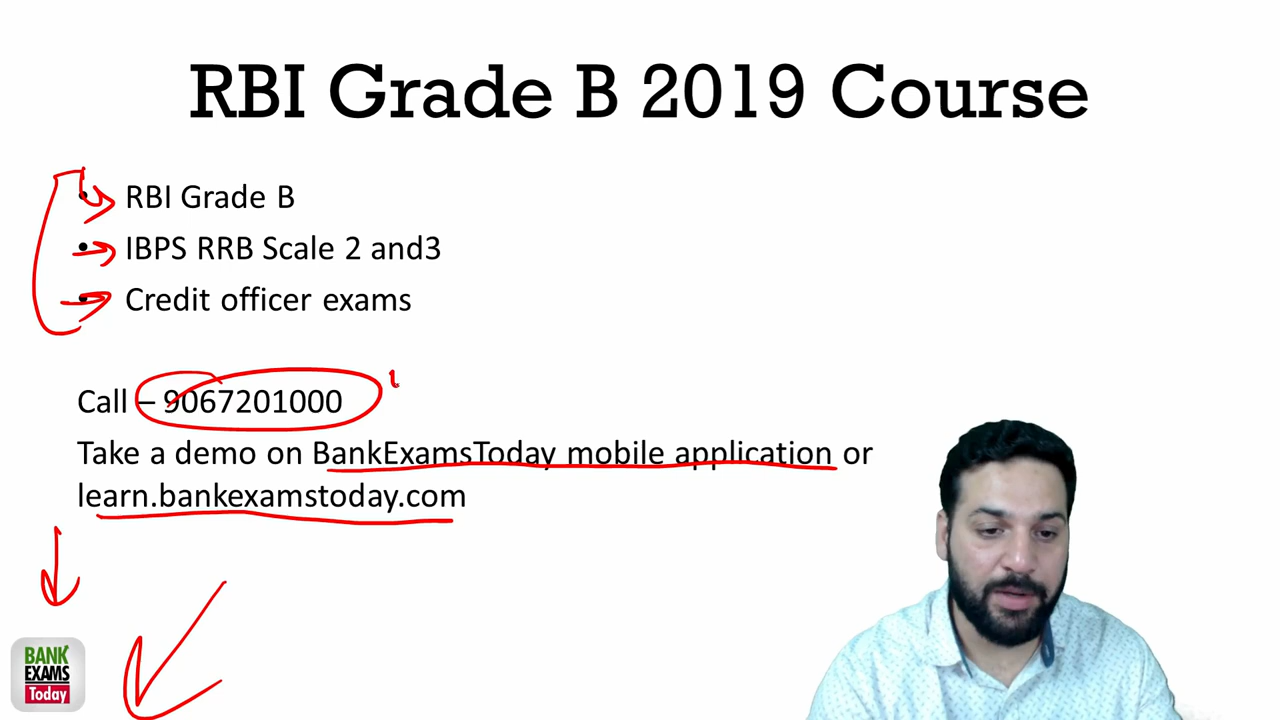 RBI Grade B 2019 Course
• RBI Grade B
• IBPS RRB Scale 2 and3
• Credit officer exams
Call – 9067201000
Take a demo on BankExamsToday mobile application or
learn.bankexamstoday.com
BANK
EXAMS
Today